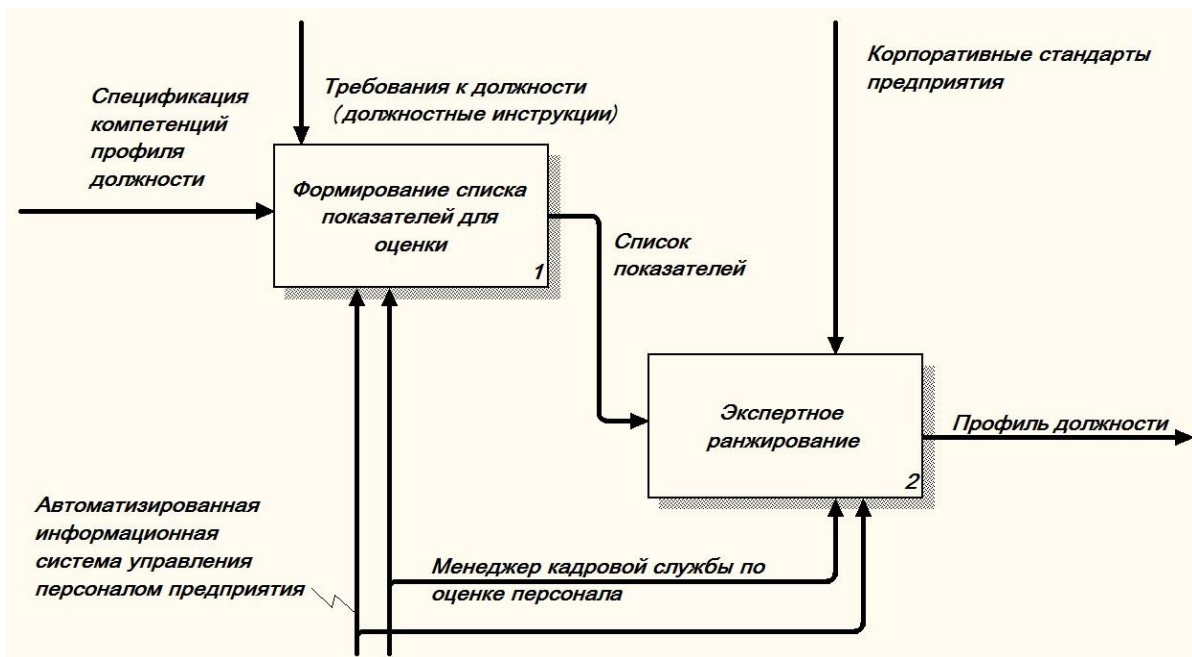 Спецификация
компетенций
профиля
должности
Требования к должности
(должностные инструкции)
Корпоративные стандарты
предприятия
Формирование списка
показателей для
оценки
1
Список
показателей
Экспертное
ранжирование
2
Профиль должности
Автоматизированная
информационная
система управления
персоналом предприятия
Менеджер кадровой службы по
оценке персонала